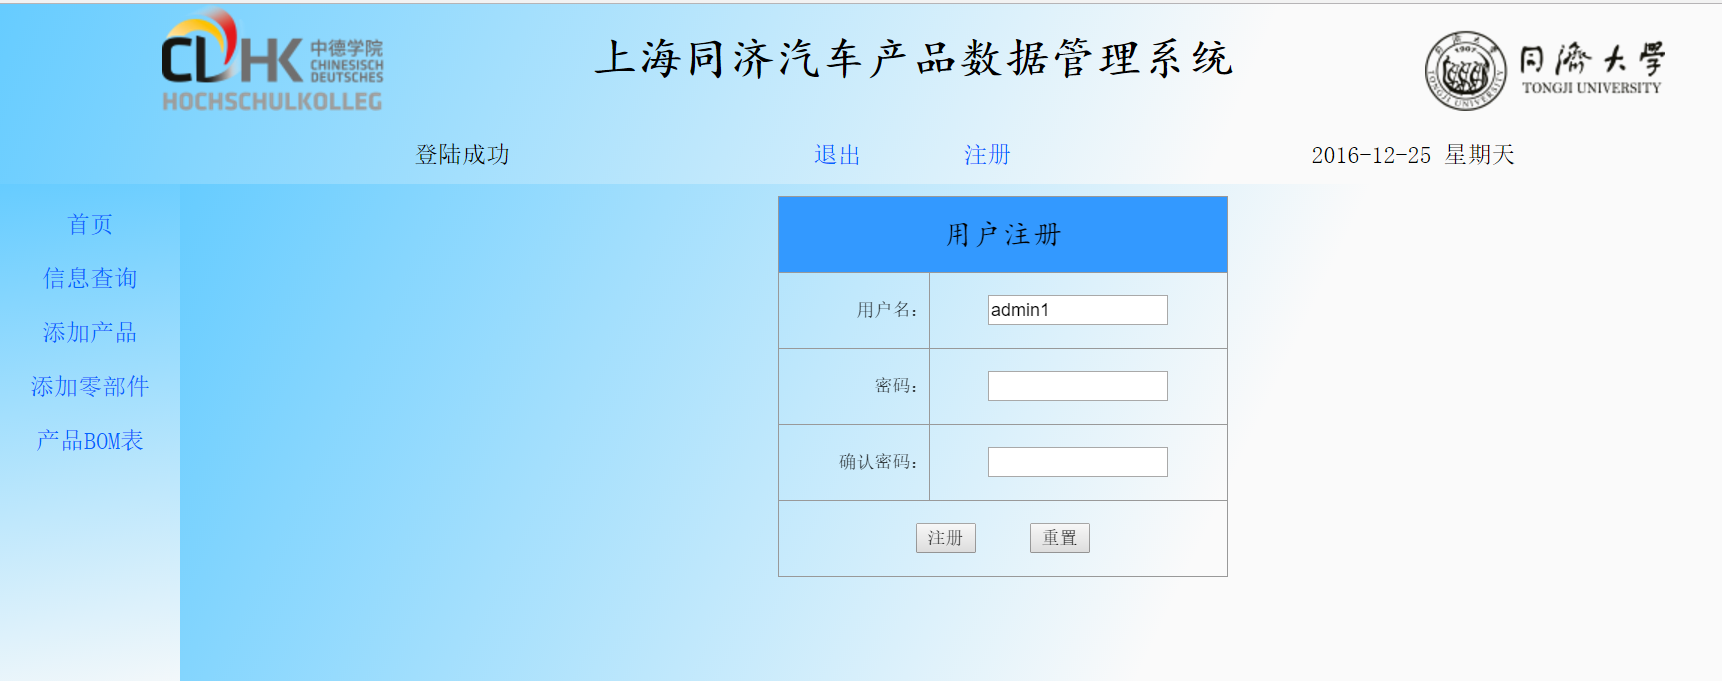 CDHK 中德学院
CHINESISCH
DEUTSCHES
HOCHSCHULKOLLEG
上海同济汽车产品数据管理系统
1907
同濟大學
TONGJI UNIVERSITY
登陆成功 退出 注册 2016-12-25 星期天
首页
信息查询
添加产品
添加零部件
产品BOM表
用户注册
用户名: admin1
密码:
确认密码:
注册 重置